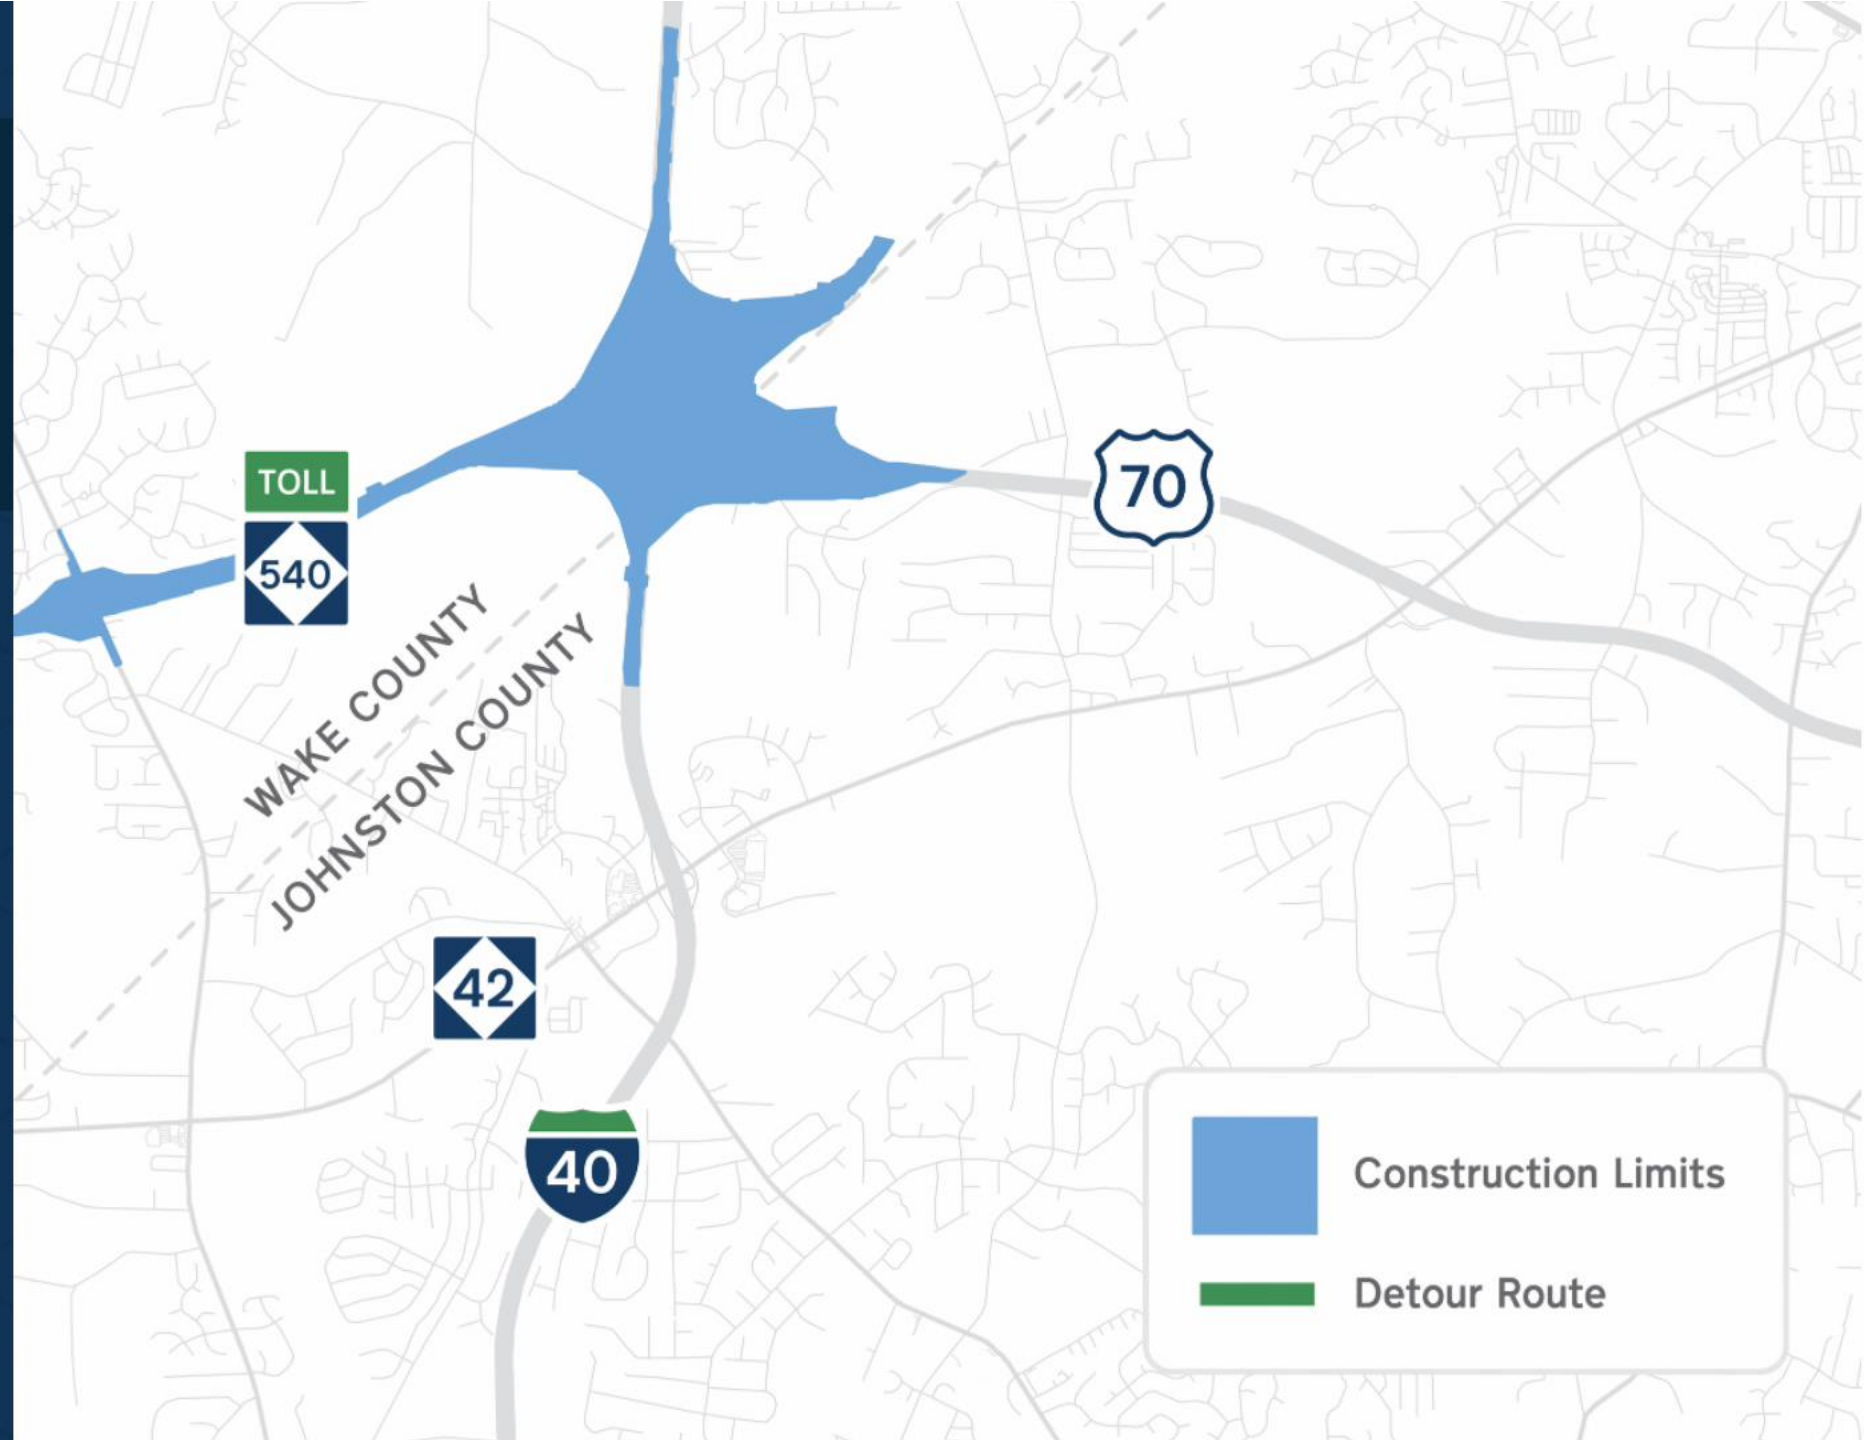 TOLL
540
70
WAKE COUNTY
JOHNSTON COUNTY
42
40
Construction Limits
Detour Route